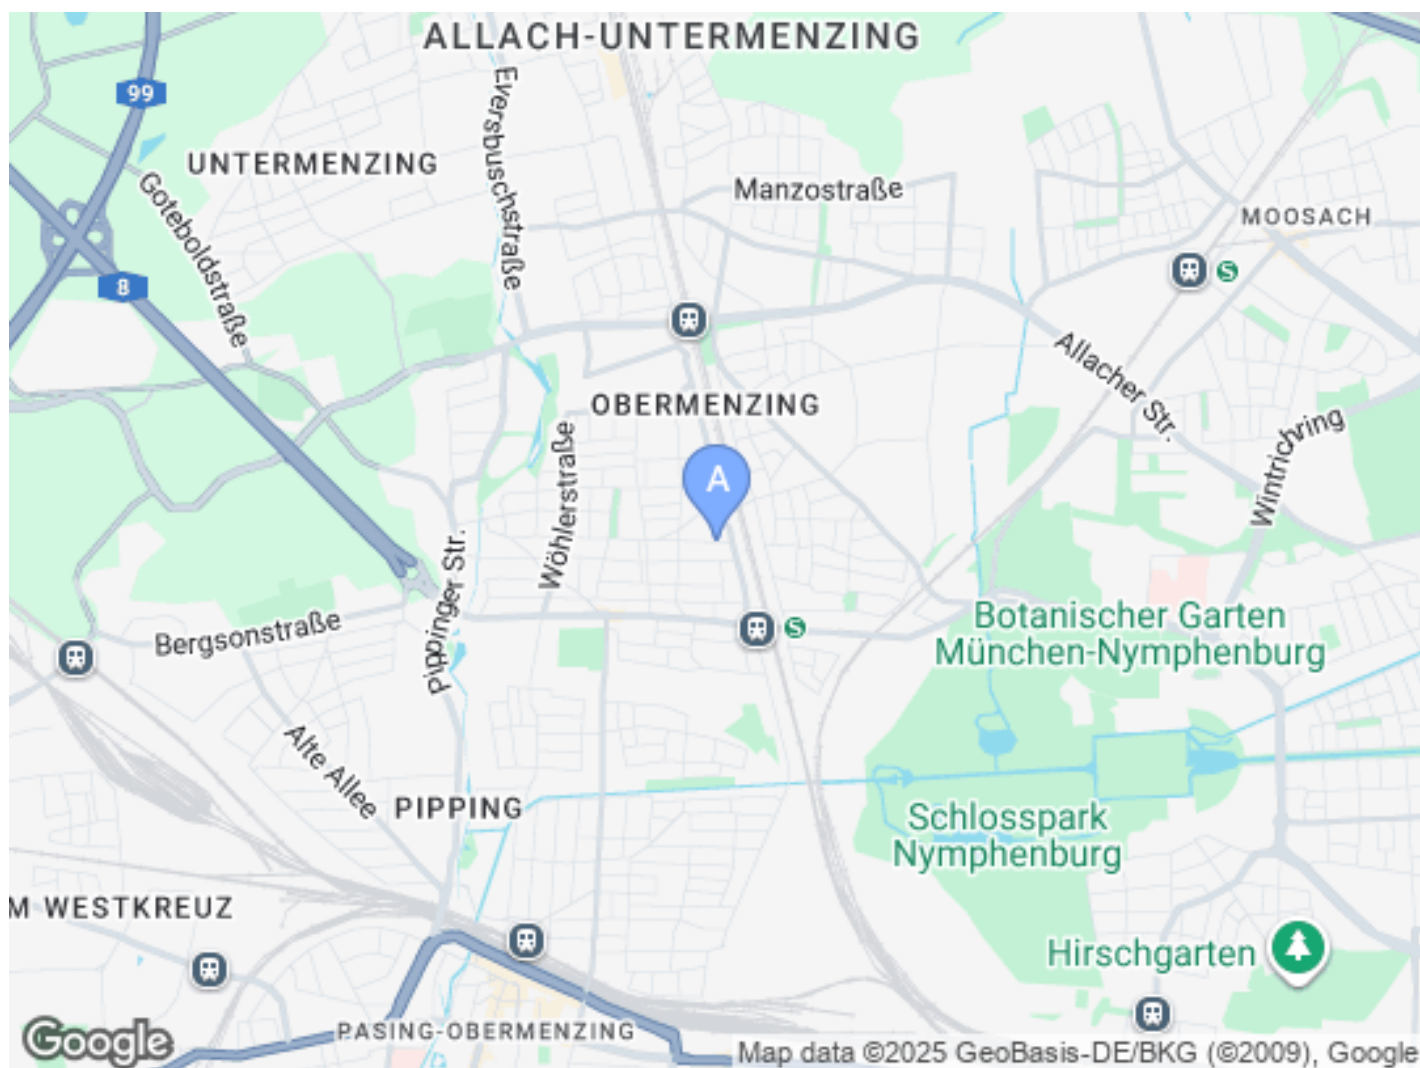 ALLACH-UNTERMENZING
99
Eversbuschstraße
UNTERMENZING
Manzostraße
Goteboldstraße
MOOSACH
S
8
Allacher Str.
OBERMENZING
Wintrichring
Wöhlerstraße
A
Pippinger Str.
Bergsonstraße
S
Botanischer Garten
München-Nymphenburg
Alte Allee
PIPPING
Schlosspark
Nymphenburg
M WESTKREUZ
Hirschgarten
PASING-OBERMENZING
Google
Map data ©2025 GeoBasis-DE/BKG (©2009), Google